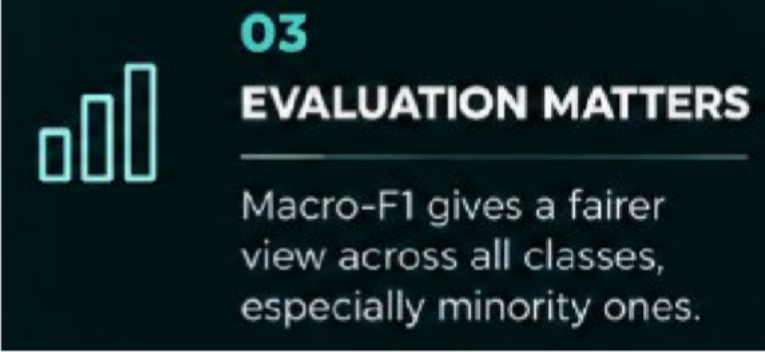 03
EVALUATION MATTERS
Macro-F1 gives a fairer
view across all classes,
especially minority ones.